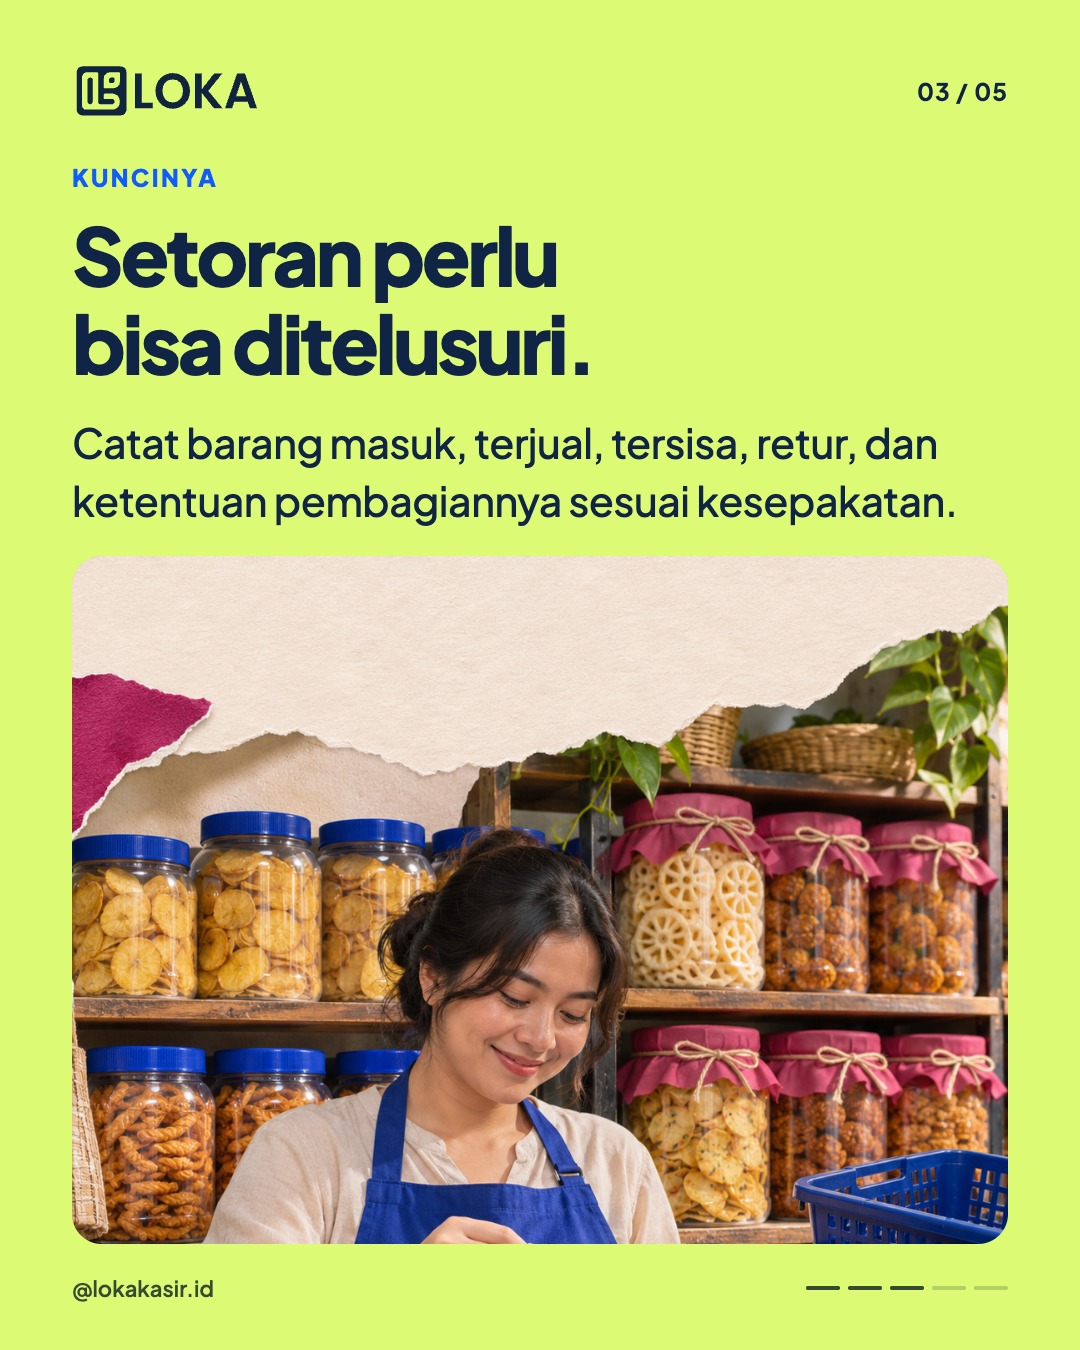 LOKA
03 / 05
KUNCINYA
Setoran perlu
bisa ditelusuri.
Catat barang masuk, terjual, tersisa, retur, dan
ketentuan pembagiannya sesuai kesepakatan.
@lokakasir.id